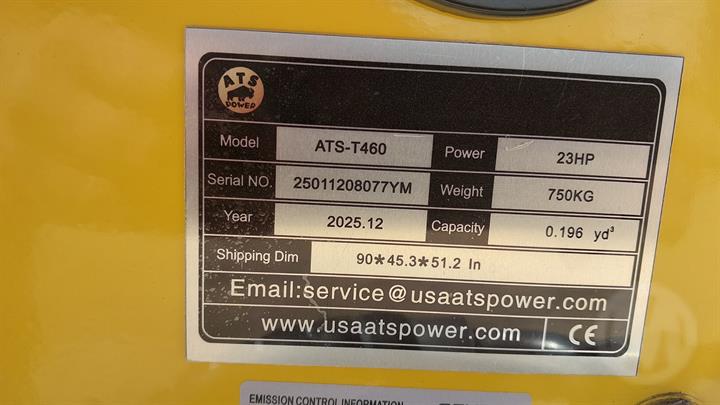 ATS
POWER
Model ATS-T460 Power 23HP
Serial NO. 25011208077YM Weight 750KG
Year 2025.12 Capacity 0.196 yd³
Shipping Dim 90*45.3*51.2 In
Email:service@usaatspower.com
www.usaatspower.com CE
EMISSION CONTROL INFORMATION